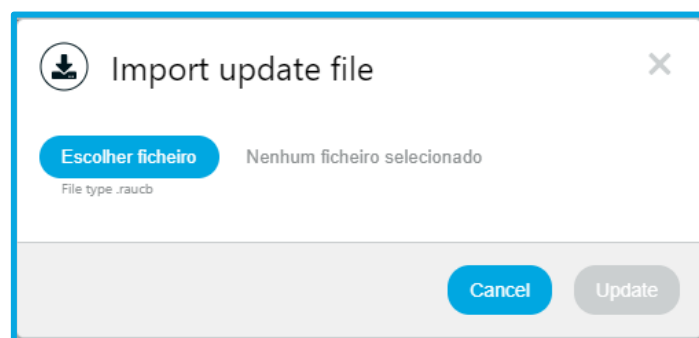 Import update file
Escolher ficheiro Nenhum ficheiro selecionado
File type .raucb
Cancel Update